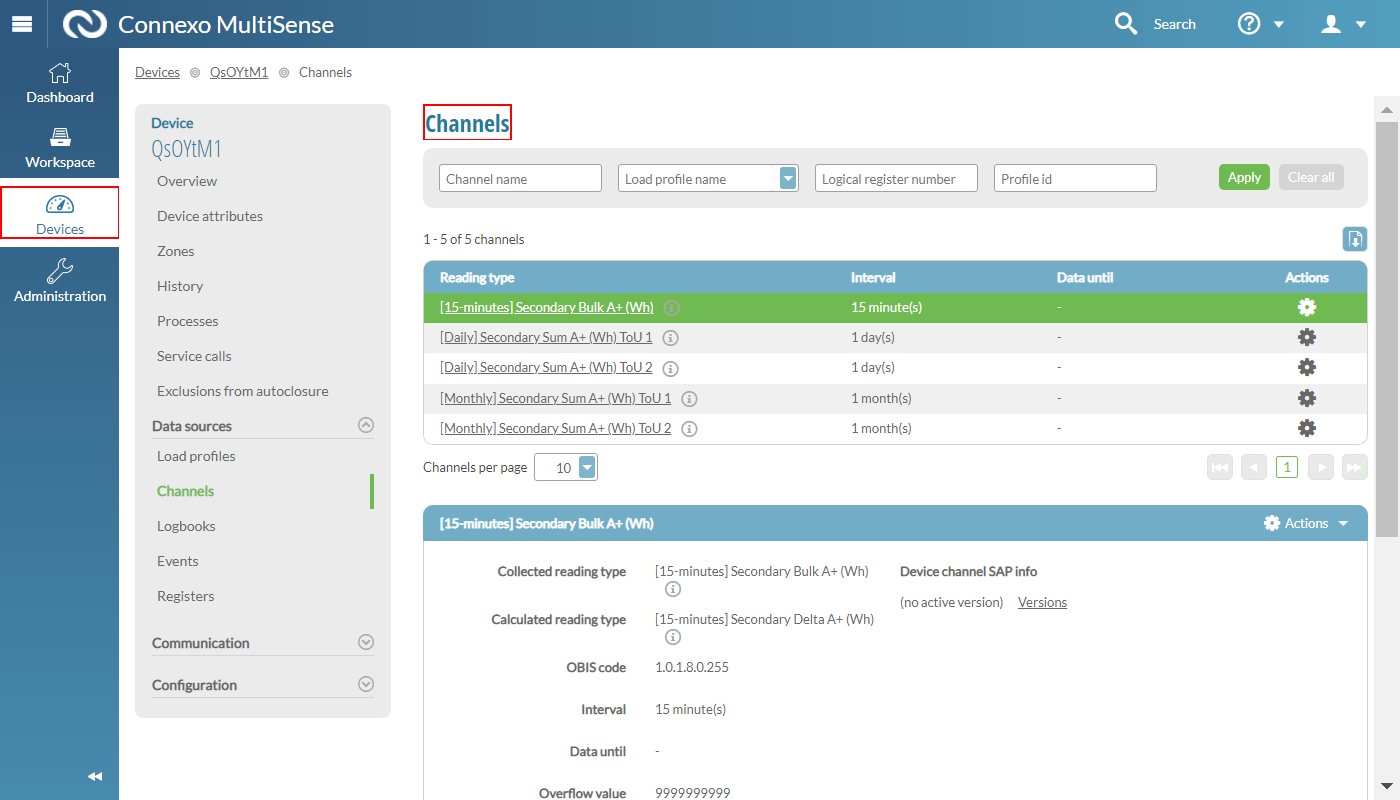 Connexo MultiSense
Search
Dashboard
Workspace
Devices
Administration
Devices QsOYtM1 Channels
Device
QsOYtM1
Overview
Device attributes
Zones
History
Processes
Service calls
Exclusions from autoclosure
Data sources
Load profiles
Channels
Logbooks
Events
Registers
Communication
Configuration
Channels
Channel name Load profile name Logical register number Profile id Apply Clear all
1 - 5 of 5 channels
Reading type Interval Data until Actions
[15-minutes] Secondary Bulk A+ (Wh) 15 minute(s) -
[Daily] Secondary Sum A+ (Wh) ToU 1 1 day(s) -
[Daily] Secondary Sum A+ (Wh) ToU 2 1 day(s) -
[Monthly] Secondary Sum A+ (Wh) ToU 1 1 month(s) -
[Monthly] Secondary Sum A+ (Wh) ToU 2 1 month(s) -
Channels per page 10 1
[15-minutes] Secondary Bulk A+ (Wh) Actions
Collected reading type [15-minutes] Secondary Bulk A+ (Wh)
Calculated reading type [15-minutes] Secondary Delta A+ (Wh)
OBIS code 1.0.1.8.0.255
Interval 15 minute(s)
Data until -
Overflow value 9999999999
Device channel SAP info
(no active version) Versions